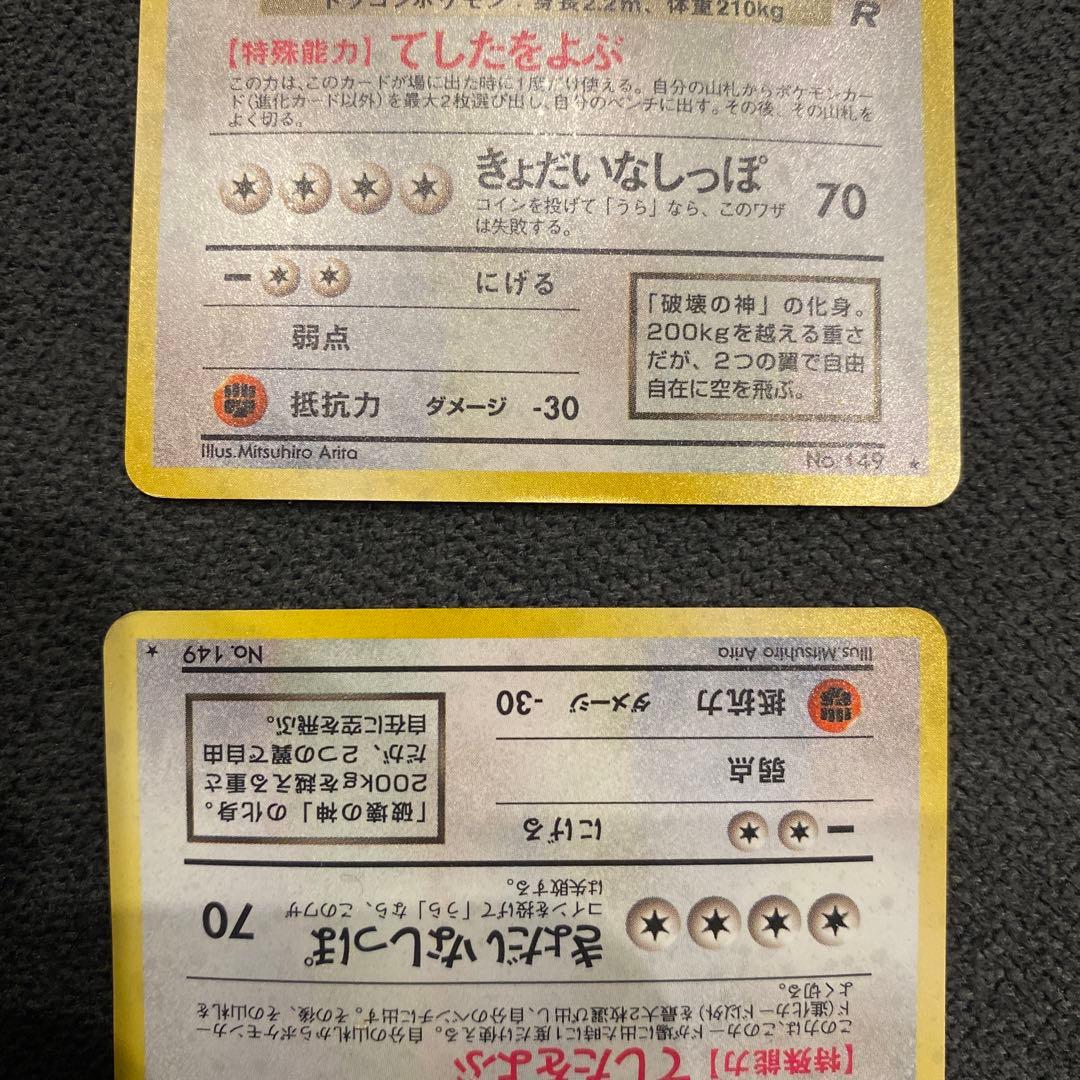 ドラゴンポケモン．身長2.2m、体重210kg
R
【特殊能力】てしたをよぶ
この力は、このカードが場に出た時に1度だけ使える。自分の山札からポケモンカー
ド（進化カード以外）を最大2枚選び出し、自分のベンチに出す。その後、その山札を
よく切る。
きょだいなしっぽ 70
コインを投げて「うら」なら、このワザ
は失敗する。
にげる
弱点
抵抗力 ダメージ -30
「破壊の神」の化身。
200kgを越える重さ
だが、2つの翼で自由
自在に空を飛ぶ。
Illus.Mitsuhiro Arita
No.149 ★
【特殊能力】てしたをよぶ
この力は、このカードが場に出た時に1度だけ使える。自分の山札からポケモンカー
ド（進化カード以外）を最大2枚選び出し、自分のベンチに出す。その後、その山札を
よく切る。
きょだいなしっぽ 70
コインを投げて「うら」なら、このワザ
は失敗する。
にげる
弱点
抵抗力 ダメージ -30
「破壊の神」の化身。
200kgを越える重さ
だが、2つの翼で自由
自在に空を飛ぶ。
Illus.Mitsuhiro Arita
No.149 ★